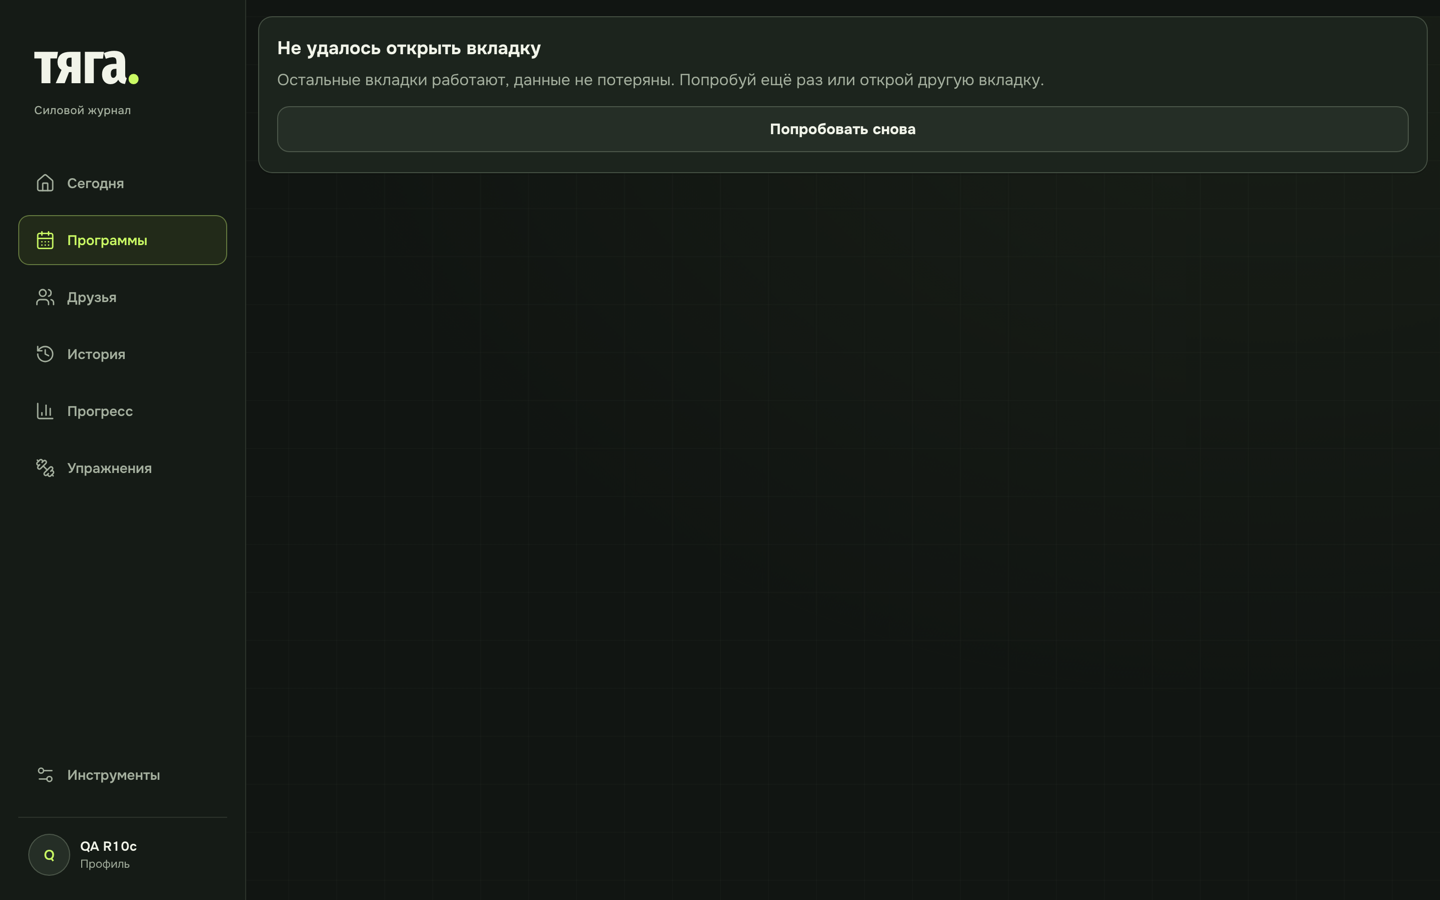 тяга.
Силовой журнал
Сегодня
Программы
Друзья
История
Прогресс
Упражнения
Инструменты
Q
QA R10c
Профиль
Не удалось открыть вкладку
Остальные вкладки работают, данные не потеряны. Попробуй ещё раз или открой другую вкладку.
Попробовать снова